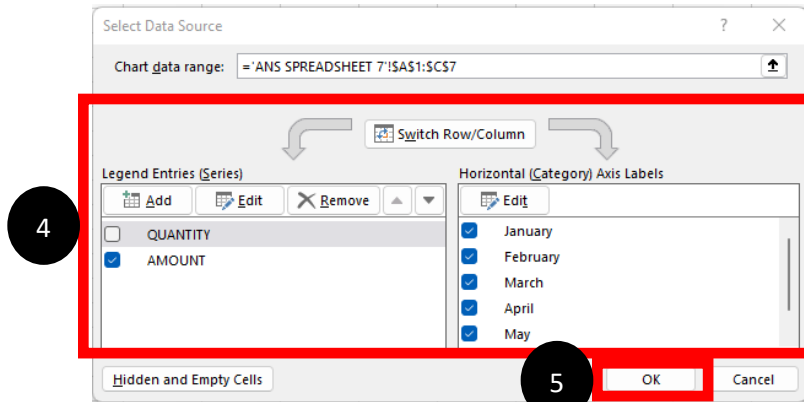 Select Data Source ? ×
Chart data range: ='ANS SPREADSHEET 7'!$A$1:$C$7
Switch Row/Column
Legend Entries (Series)
Add Edit Remove
QUANTITY
AMOUNT
Horizontal (Category) Axis Labels
Edit
January
February
March
April
May
4
Hidden and Empty Cells
5
OK
Cancel